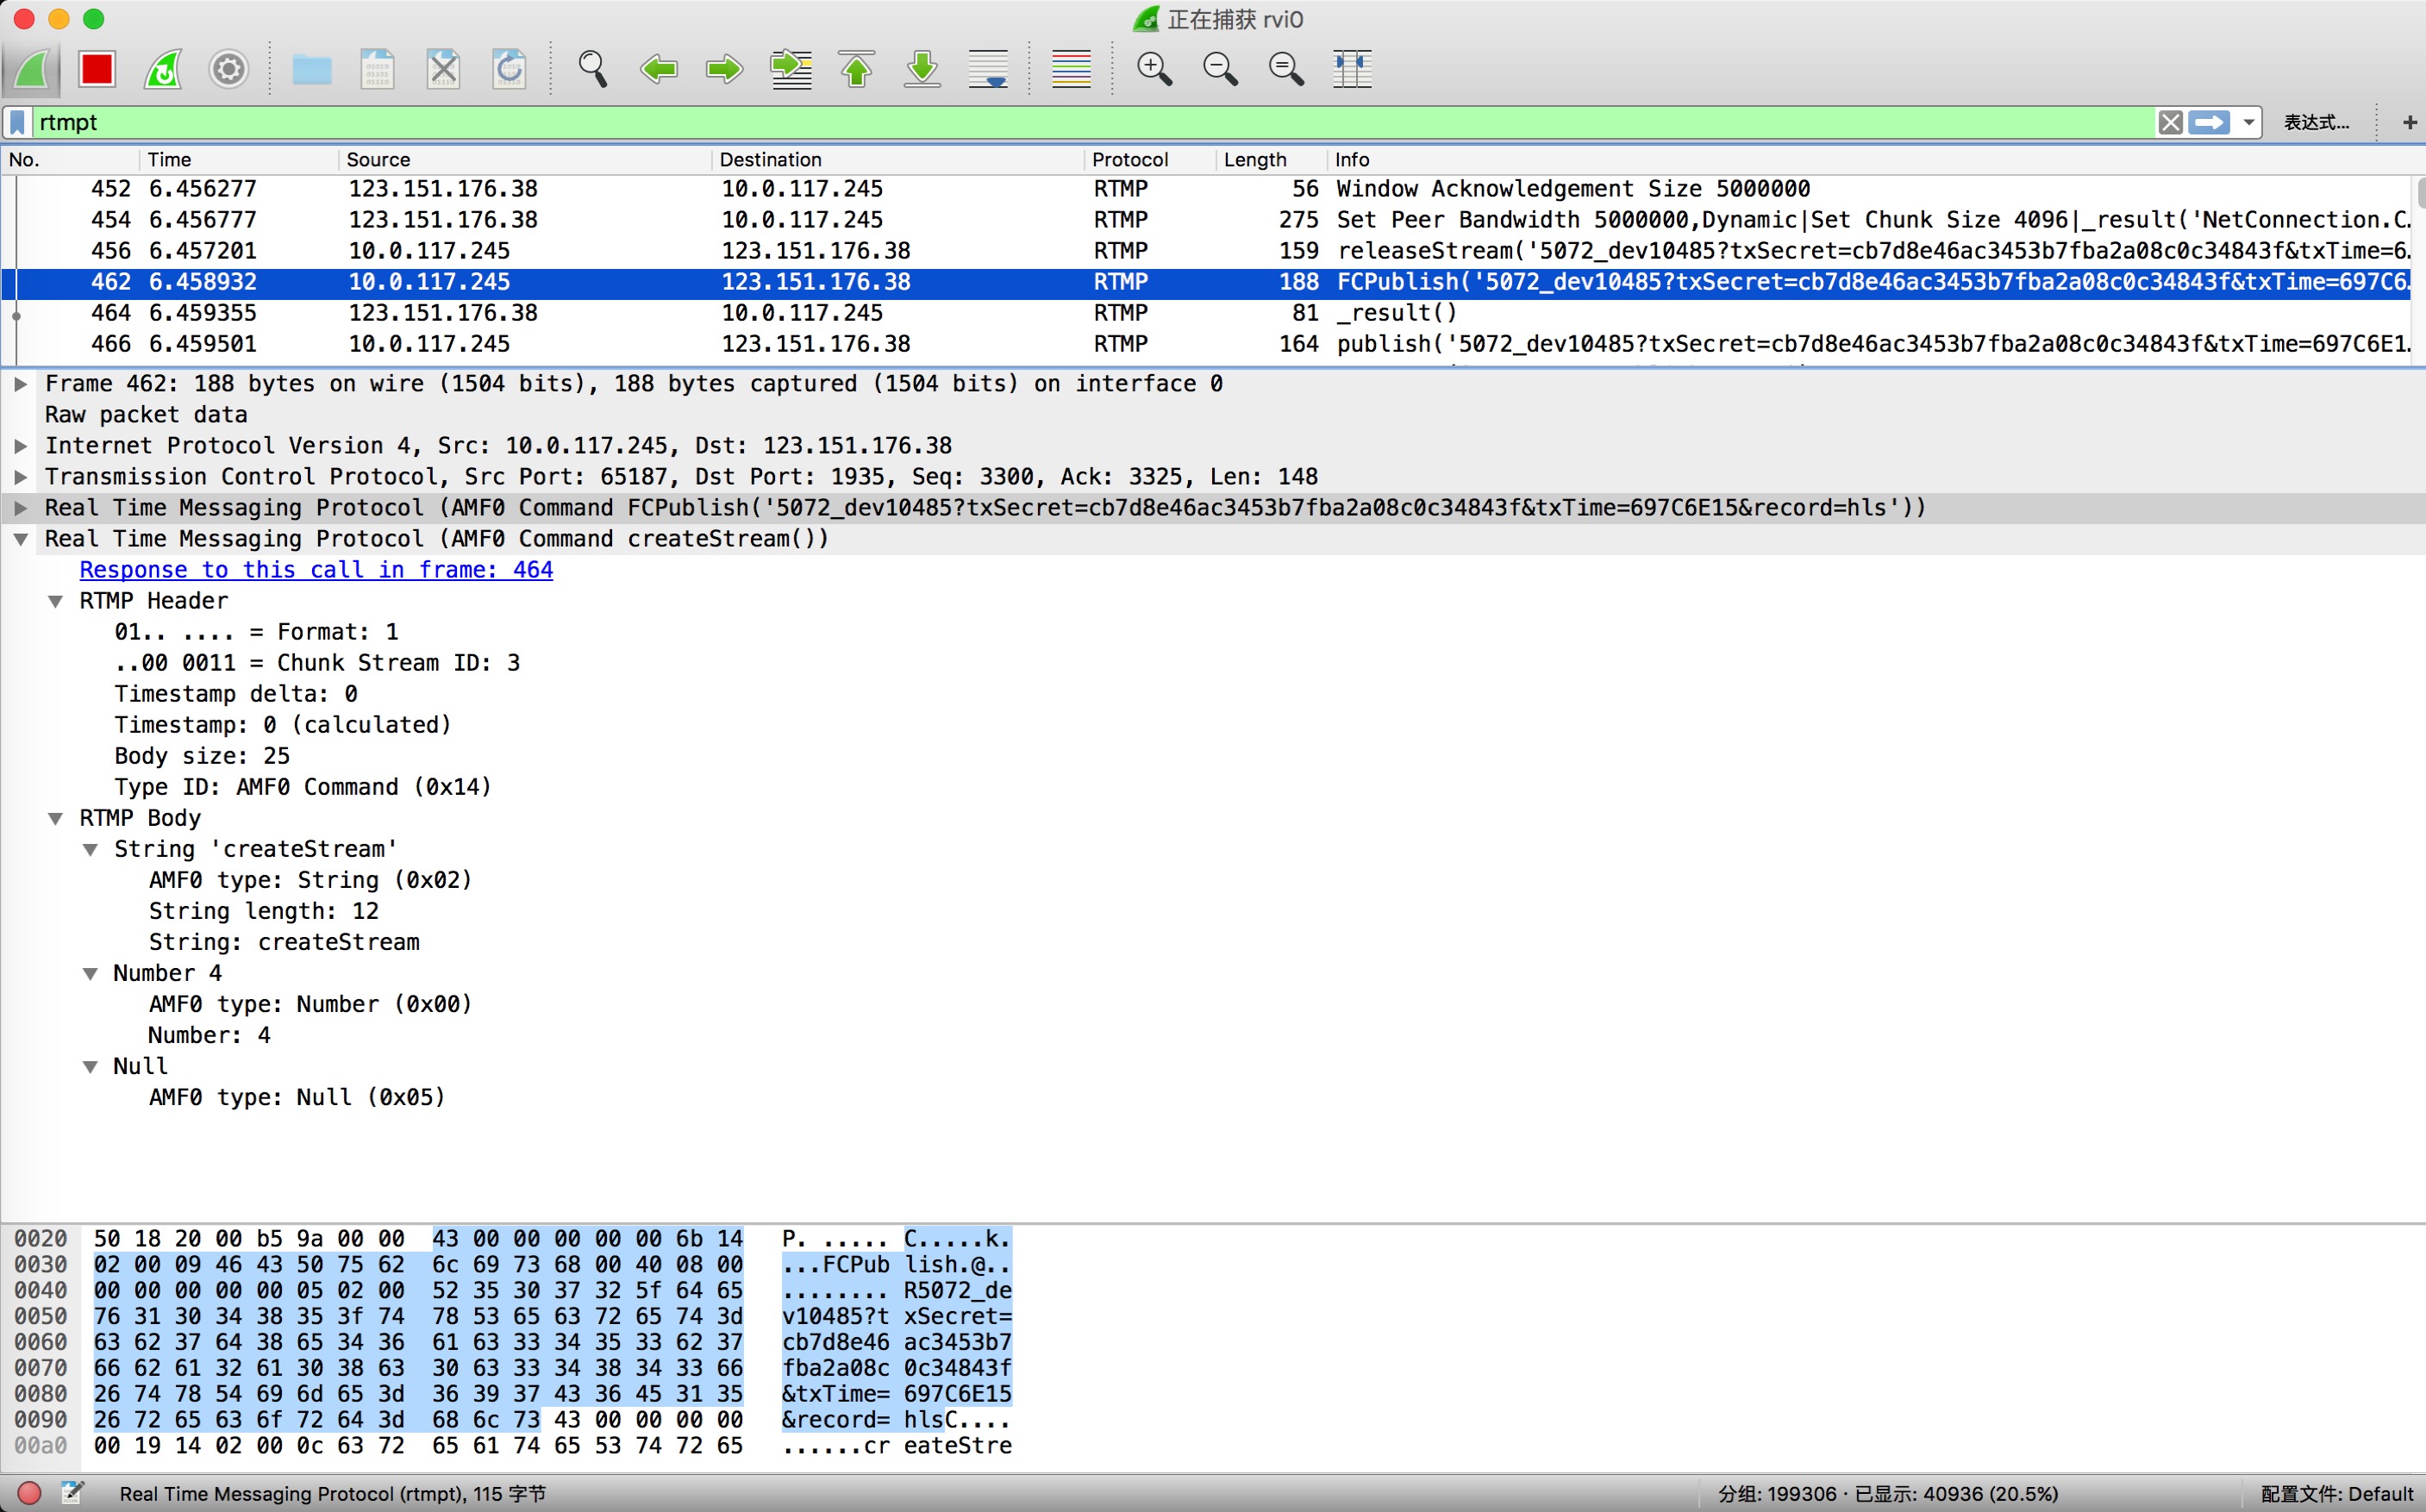 正在捕获 rvi0
rtmpt
表达式…
+
No. Time Source Destination Protocol Length Info
452 6.456277 123.151.176.38 10.0.117.245 RTMP 56 Window Acknowledgement Size 5000000
454 6.456777 123.151.176.38 10.0.117.245 RTMP 275 Set Peer Bandwidth 5000000,Dynamic|Set Chunk Size 4096|_result('NetConnection.C…
456 6.457201 10.0.117.245 123.151.176.38 RTMP 159 releaseStream('5072_dev10485?txSecret=cb7d8e46ac3453b7fba2a08c0c34843f&txTime=6…
462 6.458932 10.0.117.245 123.151.176.38 RTMP 188 FCPublish('5072_dev10485?txSecret=cb7d8e46ac3453b7fba2a08c0c34843f&txTime=697C6…
464 6.459355 123.151.176.38 10.0.117.245 RTMP 81 _result()
466 6.459501 10.0.117.245 123.151.176.38 RTMP 164 publish('5072_dev10485?txSecret=cb7d8e46ac3453b7fba2a08c0c34843f&txTime=697C6E1…
Frame 462: 188 bytes on wire (1504 bits), 188 bytes captured (1504 bits) on interface 0
Raw packet data
Internet Protocol Version 4, Src: 10.0.117.245, Dst: 123.151.176.38
Transmission Control Protocol, Src Port: 65187, Dst Port: 1935, Seq: 3300, Ack: 3325, Len: 148
Real Time Messaging Protocol (AMF0 Command FCPublish('5072_dev10485?txSecret=cb7d8e46ac3453b7fba2a08c0c34843f&txTime=697C6E15&record=hls'))
Real Time Messaging Protocol (AMF0 Command createStream())
Response to this call in frame: 464
RTMP Header
01.. .... = Format: 1
..00 0011 = Chunk Stream ID: 3
Timestamp delta: 0
Timestamp: 0 (calculated)
Body size: 25
Type ID: AMF0 Command (0x14)
RTMP Body
String 'createStream'
AMF0 type: String (0x02)
String length: 12
String: createStream
Number 4
AMF0 type: Number (0x00)
Number: 4
Null
AMF0 type: Null (0x05)
0020 50 18 20 00 b5 9a 00 00 43 00 00 00 00 00 6b 14 P. ..... C.....k.
0030 02 00 09 46 43 50 75 62 6c 69 73 68 00 40 08 00 ...FCPub lish.@..
0040 00 00 00 00 00 05 02 00 52 35 30 37 32 5f 64 65 ........ R5072_de
0050 76 31 30 34 38 35 3f 74 78 53 65 63 72 65 74 3d v10485?t xSecret=
0060 63 62 37 64 38 65 34 36 61 63 33 34 35 33 62 37 cb7d8e46 ac3453b7
0070 66 62 61 32 61 30 38 63 30 63 33 34 38 34 33 66 fba2a08c 0c34843f
0080 26 74 78 54 69 6d 65 3d 36 39 37 43 36 45 31 35 &txTime= 697C6E15
0090 26 72 65 63 6f 72 64 3d 68 6c 73 43 00 00 00 00 &record= hlsC....
00a0 00 19 14 02 00 0c 63 72 65 61 74 65 53 74 72 65 ......cr eateStre
Real Time Messaging Protocol (rtmpt), 115 字节
分组: 199306 · 已显示: 40936 (20.5%)
配置文件: Default